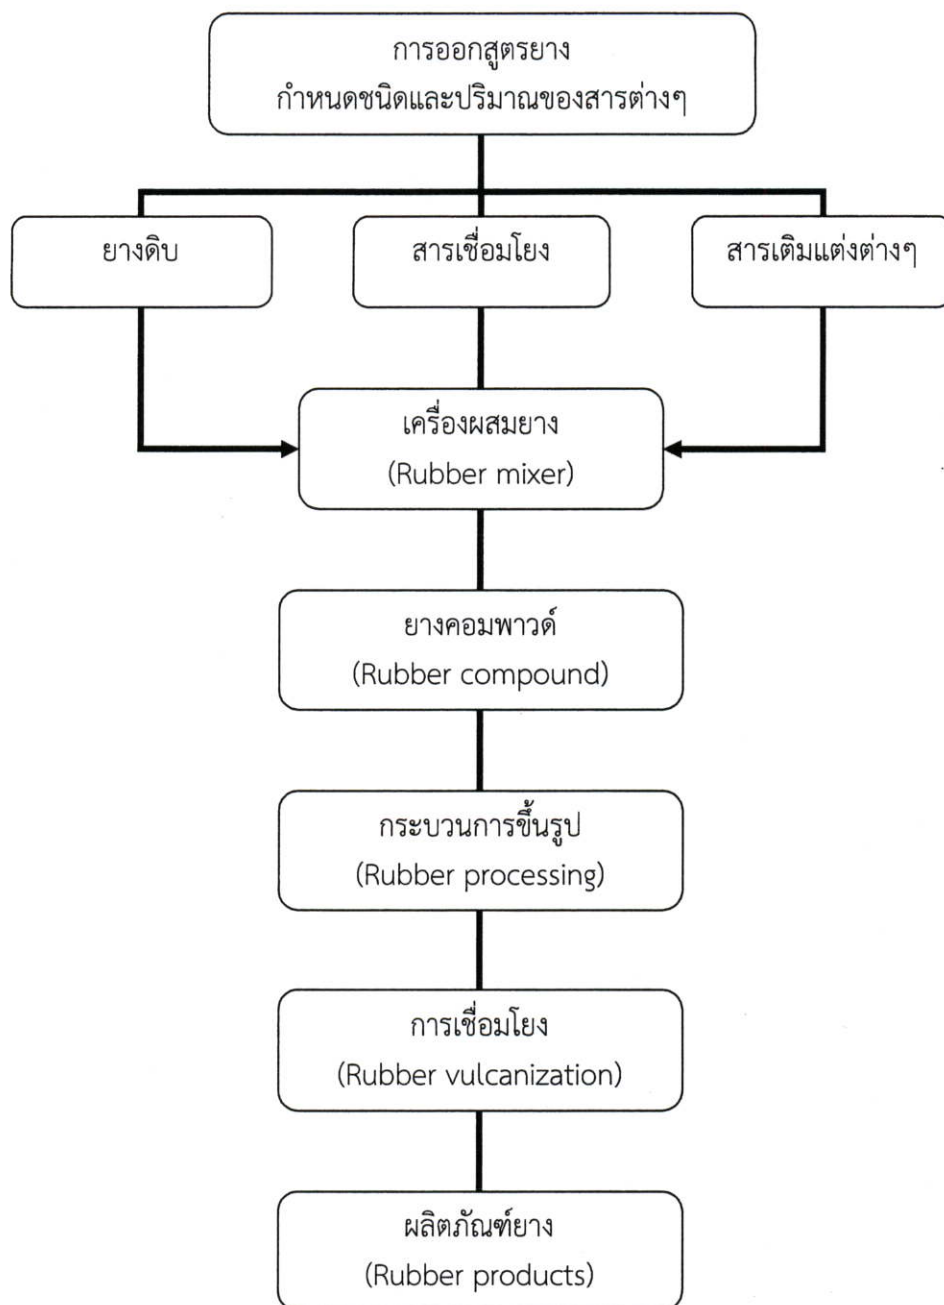 การออกสูตรยาง
กำหนดชนิดและปริมาณของสารต่างๆ
ยางดิบ
สารเชื่อมโยง
สารเติมแต่งต่างๆ
เครื่องผสมยาง
(Rubber mixer)
ยางคอมพาวด์
(Rubber compound)
กระบวนการขึ้นรูป
(Rubber processing)
การเชื่อมโยง
(Rubber vulcanization)
ผลิตภัณฑ์ยาง
(Rubber products)